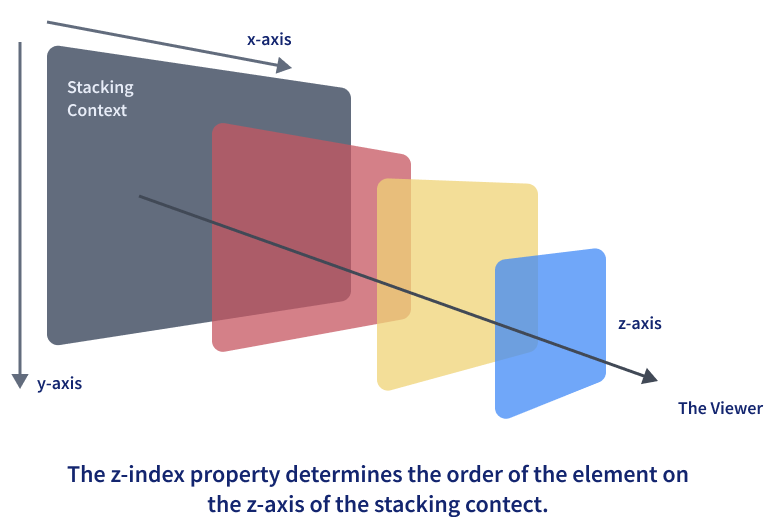 x-axis
Stacking
Context
z-axis
y-axis
The Viewer
The z-index property determines the order of the element on
the z-axis of the stacking contect.